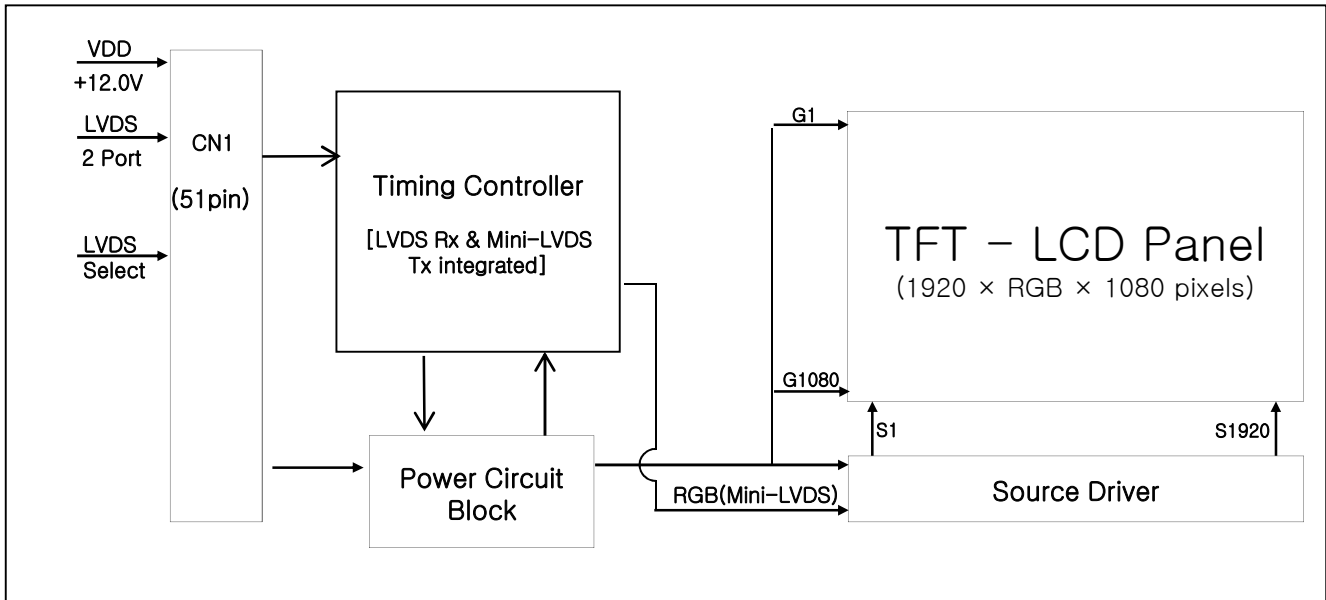 VDD
+12.0V
LVDS
2 Port
LVDS
Select
CN1
(51pin)
Timing Controller
[LVDS Rx & Mini-LVDS
Tx integrated]
Power Circuit
Block
RGB(Mini-LVDS)
G1
G1080
TFT - LCD Panel
(1920 × RGB × 1080 pixels)
S1
S1920
Source Driver